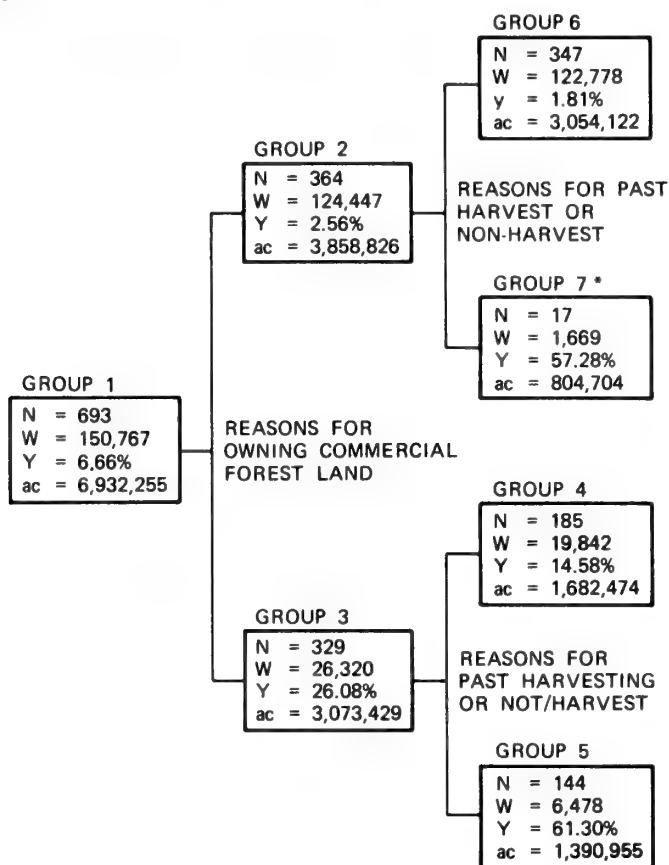 GROUP 6
N = 347
W = 122,778
y = 1.81%
ac = 3,054,122
GROUP 2
N = 364
W = 124,447
Y = 2.56%
ac = 3,858,826
REASONS FOR PAST
HARVEST OR
NON-HARVEST
GROUP 7 *
N = 17
W = 1,669
Y = 57.28%
ac = 804,704
GROUP 1
N = 693
W = 150,767
Y = 6.66%
ac = 6,932,255
REASONS FOR
OWNING COMMERCIAL
FOREST LAND
GROUP 4
N = 185
W = 19,842
Y = 14.58%
ac = 1,682,474
GROUP 3
N = 329
W = 26,320
Y = 26.08%
ac = 3,073,429
REASONS FOR
PAST HARVESTING
OR NOT/HARVEST
GROUP 5
N = 144
W = 6,478
Y = 61.30%
ac = 1,390,955